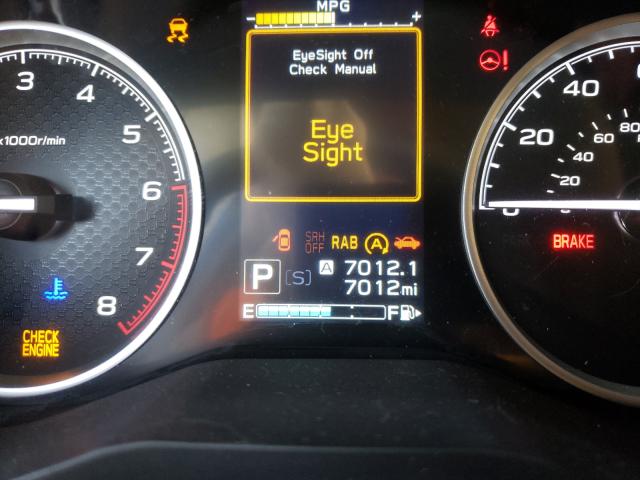 MPG
- +
EyeSight Off
Check Manual
Eye
Sight
3
4
5
6
7
8
x1000r/min
CHECK
ENGINE
SRH
OFF
RAB
A
P
[S]
A 7012.1
7012mi
E F
0
20
40
20
40
60
80
BRAKE
!